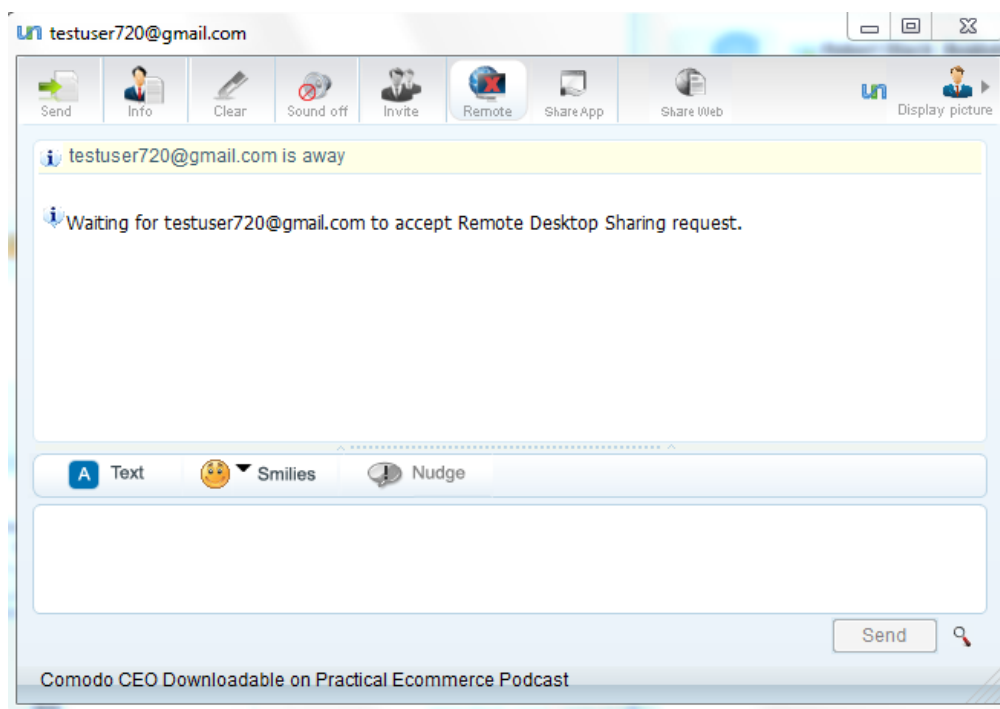 un testuser720@gmail.com
Send Info Clear Sound off Invite Remote Share App Share Web un Display picture
testuser720@gmail.com is away
Waiting for testuser720@gmail.com to accept Remote Desktop Sharing request.
A Text Smilies Nudge
Send
Comodo CEO Downloadable on Practical Ecommerce Podcast